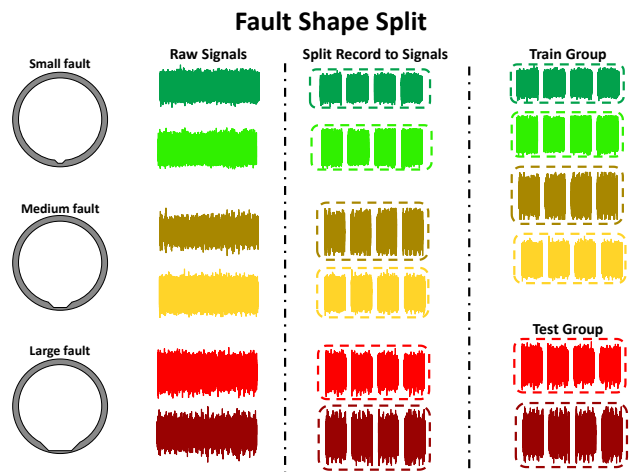 Fault Shape Split
Raw Signals
Split Record to Signals
Train Group
Small fault
Medium fault
Large fault
Test Group